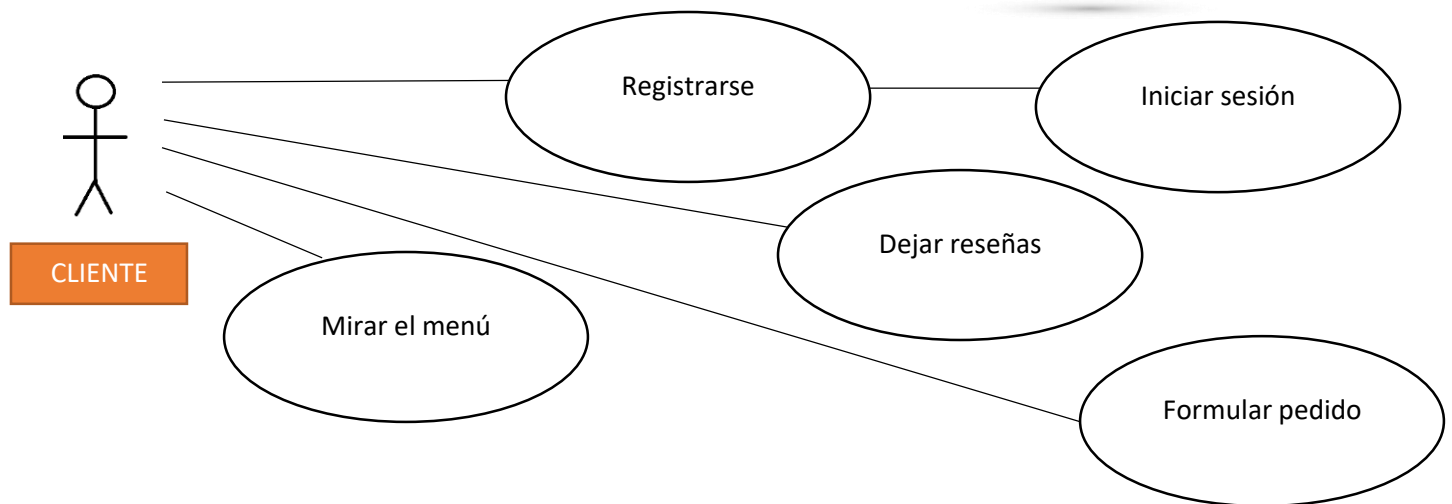 Registrarse
Iniciar sesión
Dejar reseñas
CLIENTE
Mirar el menú
Formular pedido